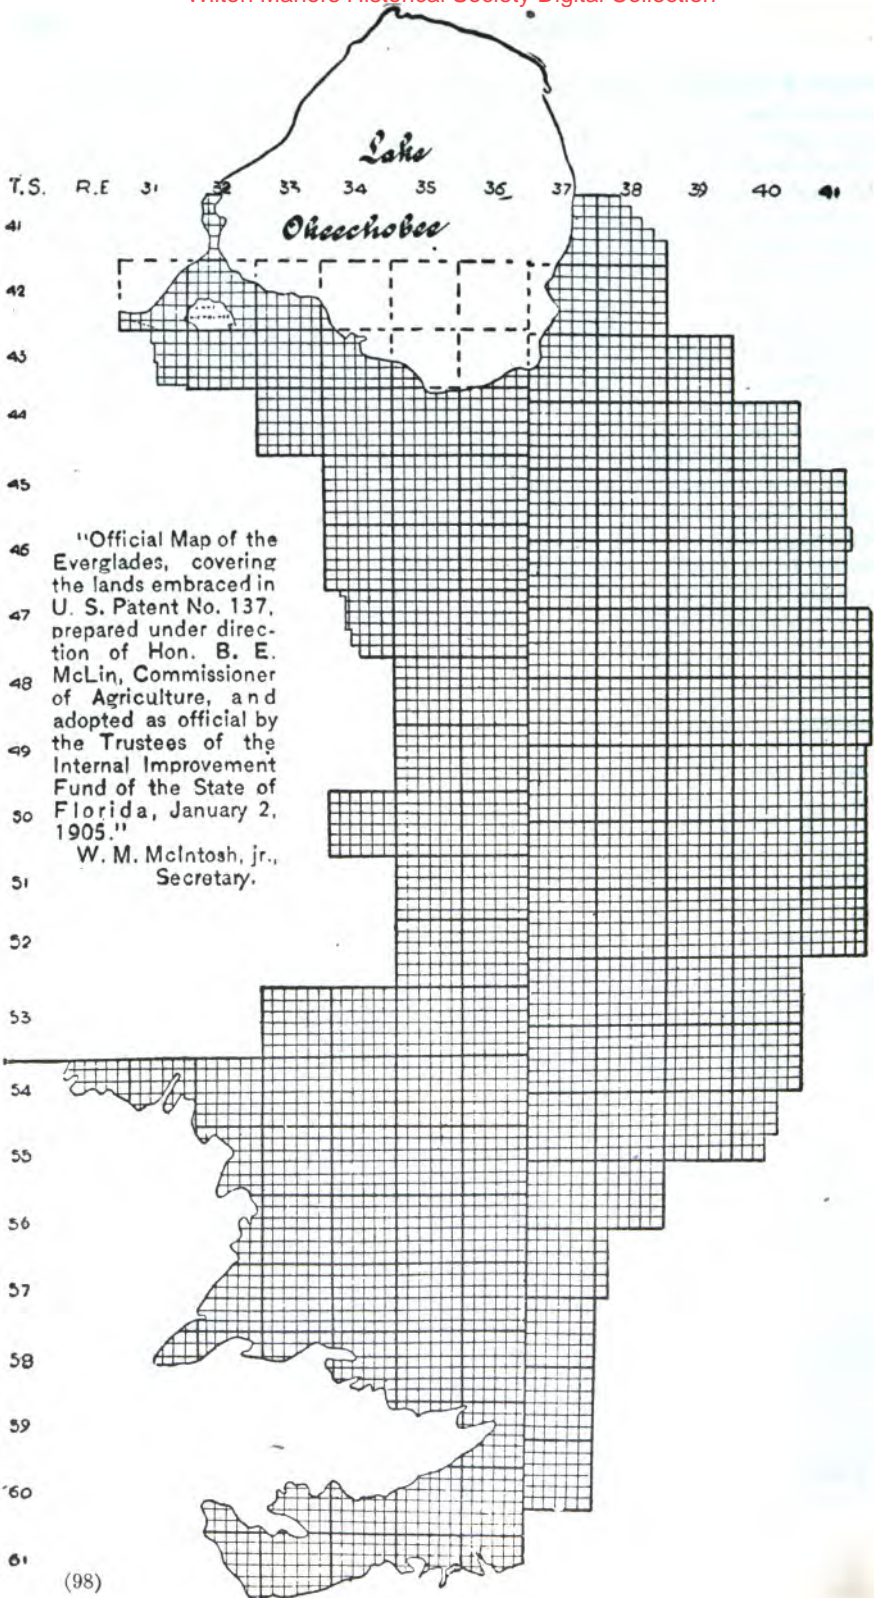 Wilton Manors Historical Society Digital Collection
Lake
T.S. R.E 31 32 33 34 35 36 37 38 39 40 41
Okeechobee
41
42
43
44
45
46
47
48
49
50
51
52
53
54
55
56
57
58
59
60
61
"Official Map of the
Everglades, covering
the lands embraced in
U. S. Patent No. 137,
prepared under direc-
tion of Hon. B. E.
McLin, Commissioner
of Agriculture, and
adopted as official by
the Trustees of the
Internal Improvement
Fund of the State of
Florida, January 2,
1905."
W. M. McIntosh, jr.,
Secretary.
(98)